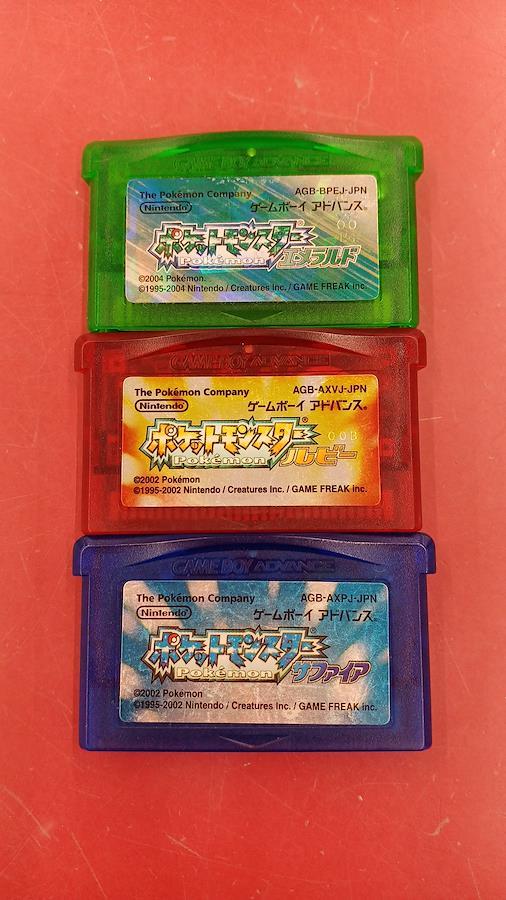 GAME BOY ADVANCE
The Pokémon Company
AGB-BPEJ-JPN
Nintendo
ゲームボーイ アドバンス®
00
ポケットモンスター®
Pokémon
エメラルド
©2004 Pokémon.
©1995-2004 Nintendo / Creatures Inc. / GAME FREAK inc.
GAME BOY ADVANCE
The Pokémon Company
AGB-AXVJ-JPN
Nintendo
ゲームボーイ アドバンス®
ポケットモンスター®
00B
Pokémon
ルビー
©2002 Pokémon
©1995-2002 Nintendo / Creatures Inc. / GAME FREAK inc.
GAME BOY ADVANCE
The Pokémon Company
AGB-AXPJ-JPN
Nintendo
ゲームボーイ アドバンス®
ポケットモンスター®
Pokémon
サファイア
©2002 Pokémon
©1995-2002 Nintendo / Creatures Inc. / GAME FREAK inc.